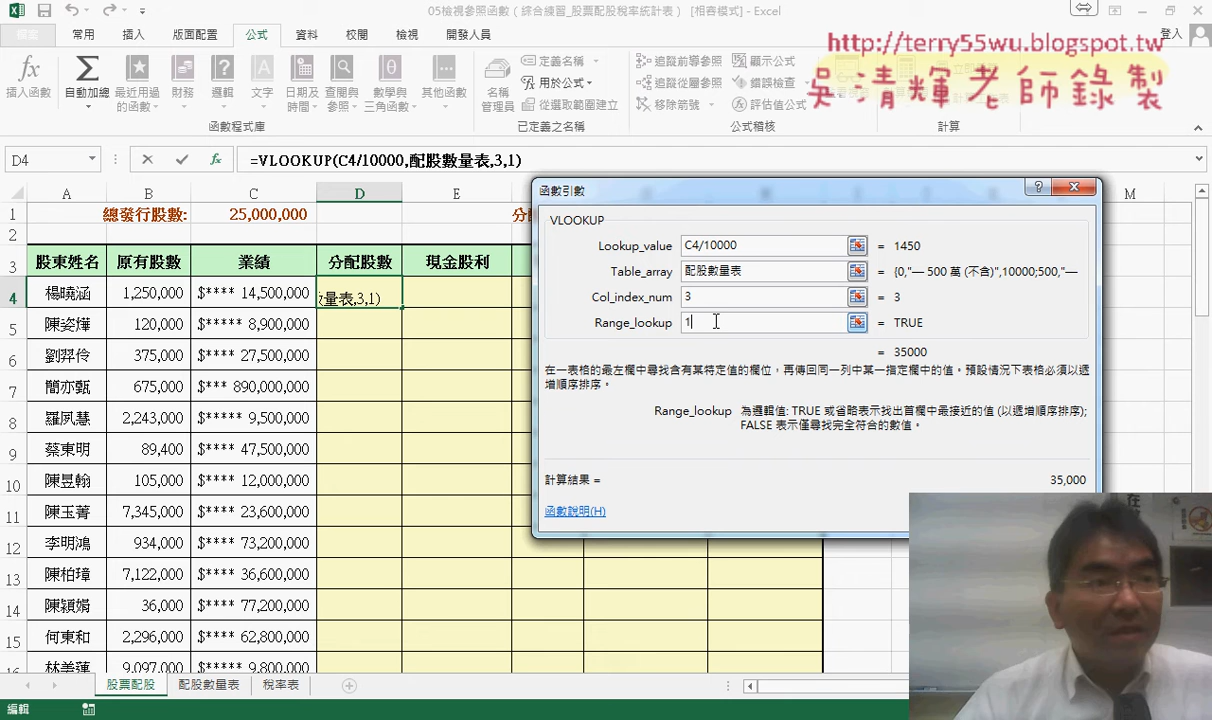 05檢視參照函數（綜合練習_股票配股稅率統計表） [相容模式] - Excel
檔案 常用 插入 版面配置 公式 資料 校閱 檢視 開發人員 登入
http://terry55wu.blogspot.tw
吳清輝老師錄製
插入函數 自動加總 最近用過的函數 財務 邏輯 文字 日期及時間 查閱與參照 數學與三角函數 其他函數
函數程式庫
名稱管理員 定義名稱 用於公式 從選取範圍建立
已定義之名稱
追蹤前導參照 追蹤從屬參照 移除箭號 顯示公式 錯誤檢查 評估值公式
公式稽核
計算
D4 =VLOOKUP(C4/10000,配股數量表,3,1)
A B C D E M
1 總發行股數: 25,000,000
2
3 股東姓名 原有股數 業績 分配股數 現金股利
4 楊曉涵 1,250,000 $**** 14,500,000 量表,3,1)
5 陳姿燁 120,000 $***** 8,900,000
6 劉羿伶 375,000 $**** 27,500,000
7 簡亦甄 675,000 $*** 890,000,000
8 羅夙慧 2,243,000 $***** 9,500,000
9 蔡東明 89,400 $**** 47,500,000
10 陳昱翰 105,000 $**** 12,000,000
11 陳玉菁 7,345,000 $**** 23,600,000
12 李明鴻 934,000 $**** 73,200,000
13 陳柏璋 7,122,000 $**** 36,600,000
14 陳穎娟 36,000 $**** 77,200,000
15 何東和 2,296,000 $**** 62,800,000
16 林美蓮 9,097,000 $***** 9,800,000
函數引數
VLOOKUP
Lookup_value C4/10000 = 1450
Table_array 配股數量表 = {0,"— 500 萬 (不含)",10000;500,"—
Col_index_num 3 = 3
Range_lookup 1 = TRUE
= 35000
在一表格的最左欄中尋找含有某特定值的欄位，再傳回同一列中某一指定欄中的值。預設情況下表格必須以遞
增順序排序。
Range_lookup 為邏輯值: TRUE 或省略表示找出首欄中最接近的值 (以遞增順序排序);
FALSE 表示僅尋找完全符合的數值。
計算結果 = 35,000
函數說明(H)
股票配股 配股數量表 稅率表
編輯